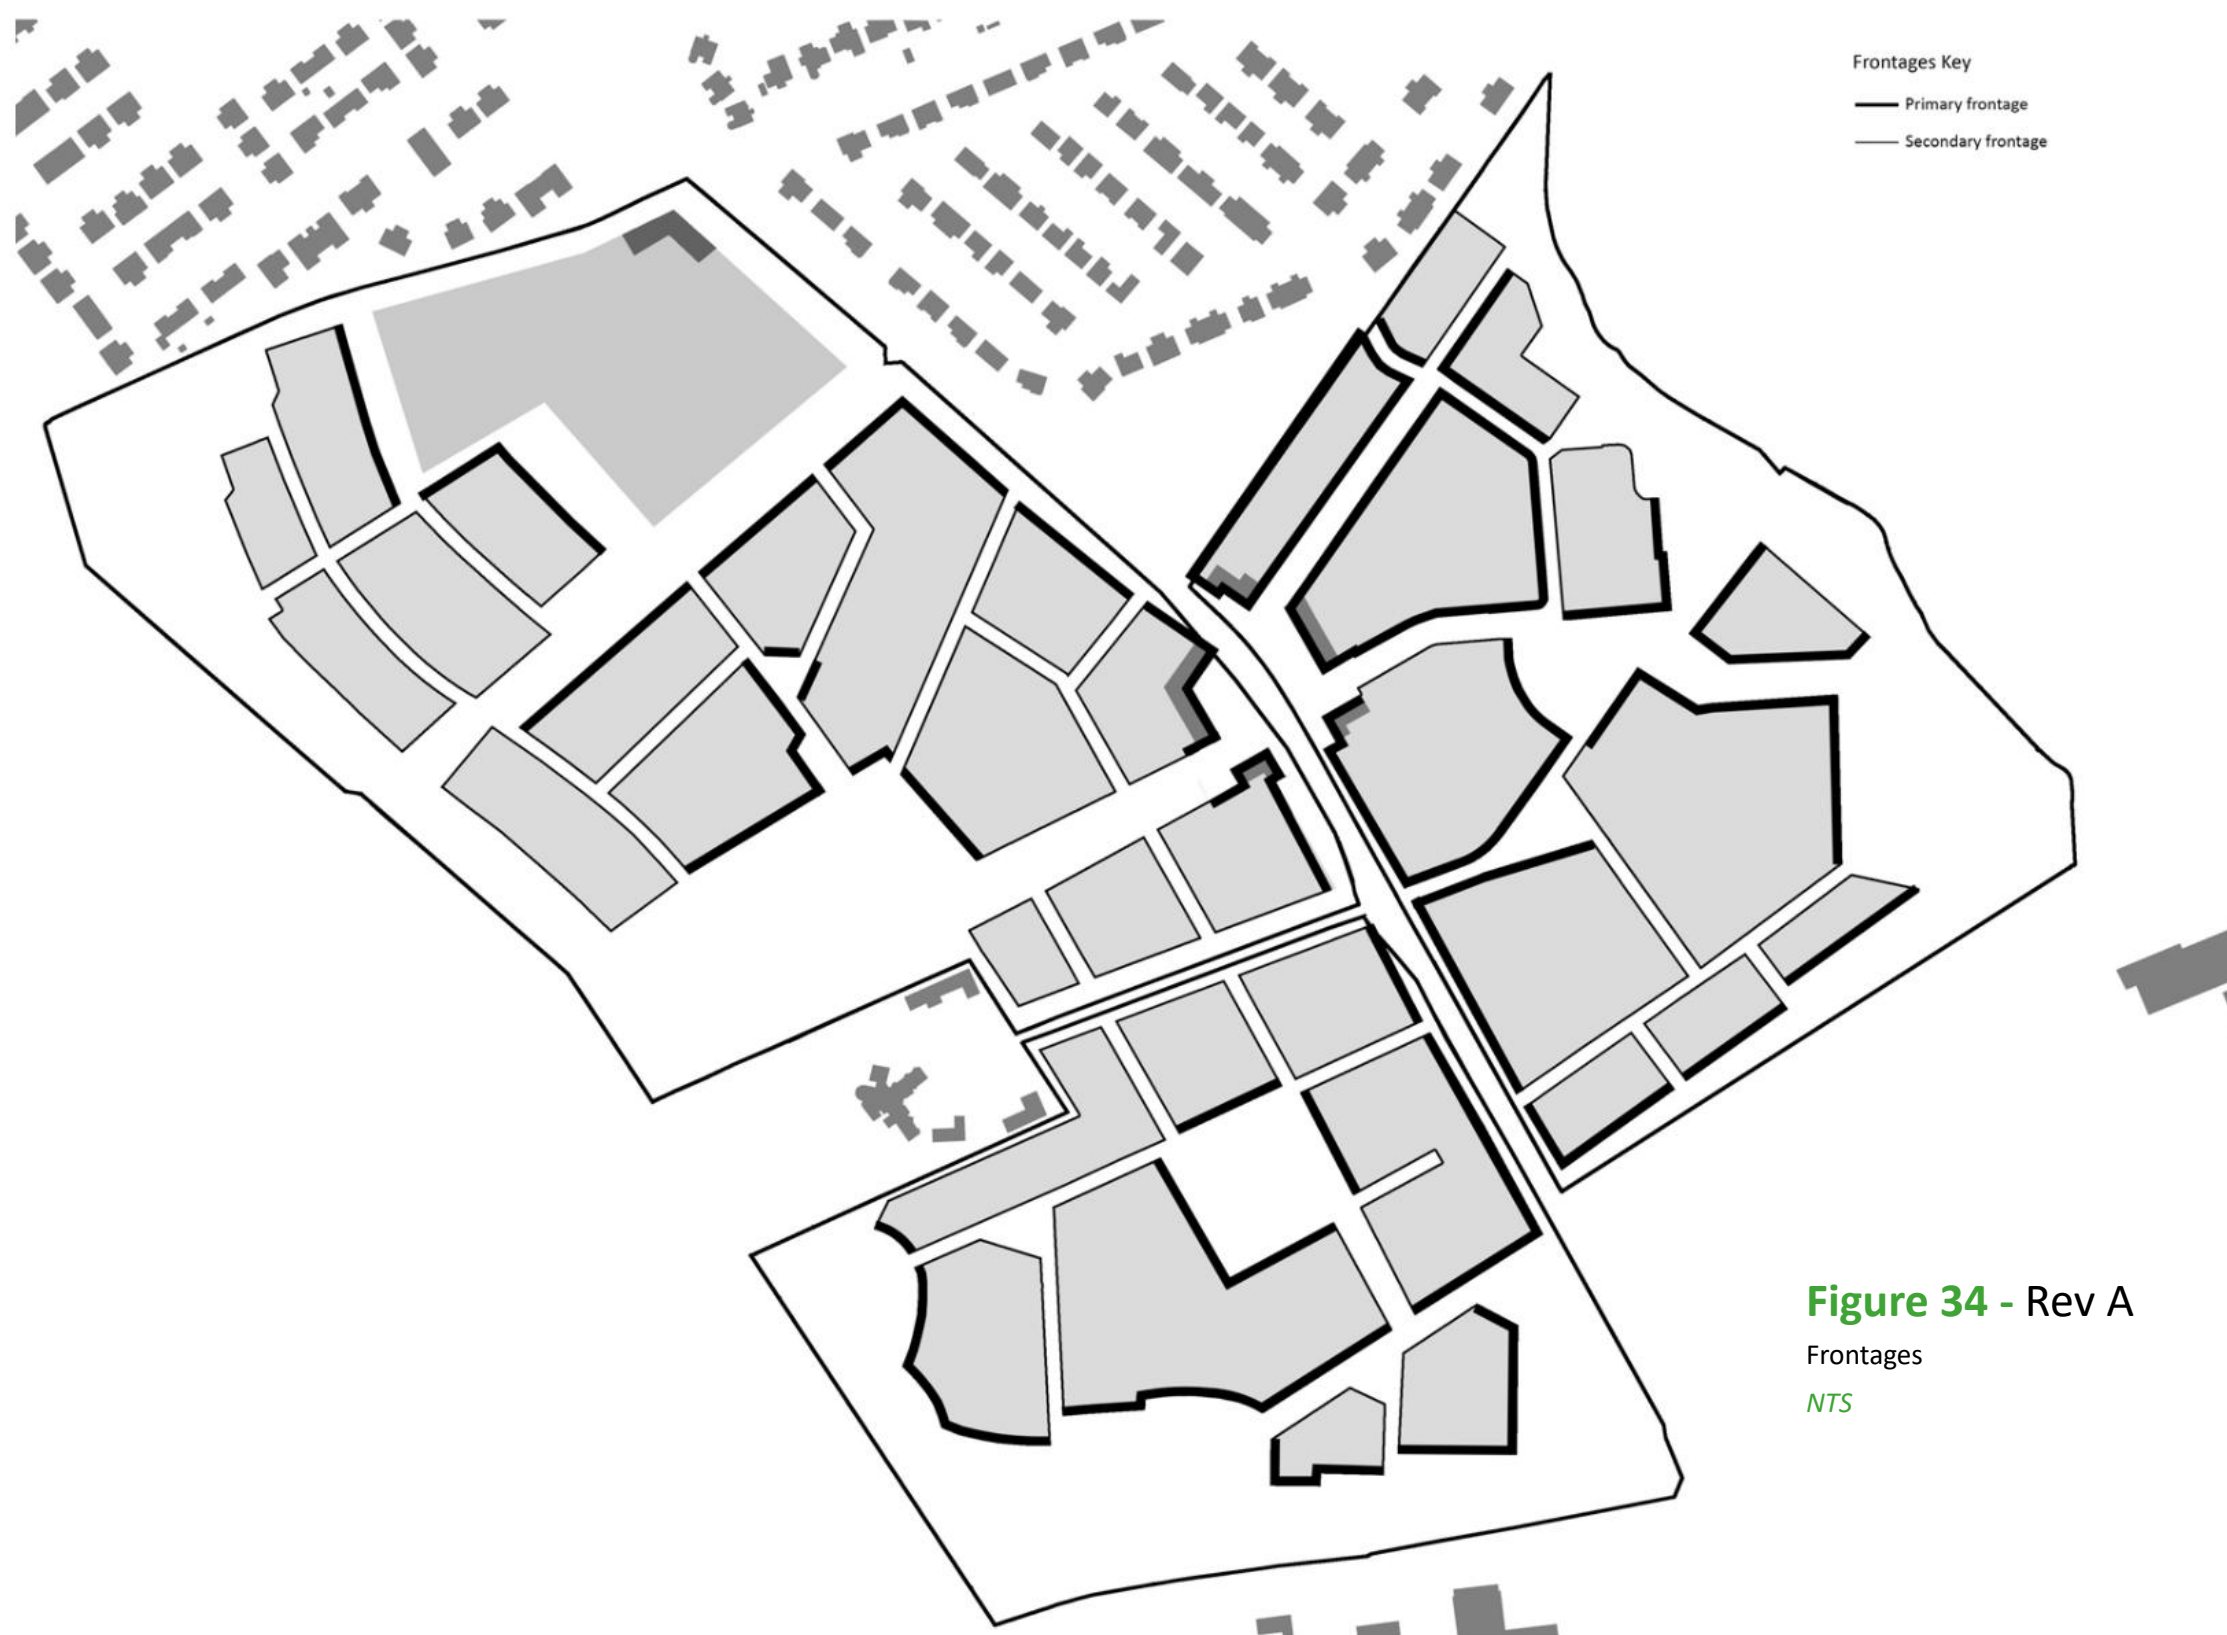 Frontages Key
Primary frontage
Secondary frontage
Figure 34 - Rev A
Frontages
NTS